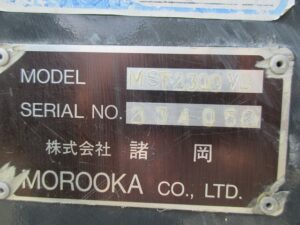 MODEL
SERIAL NO.
株式会社 諸岡
MOROOKA CO., LTD.